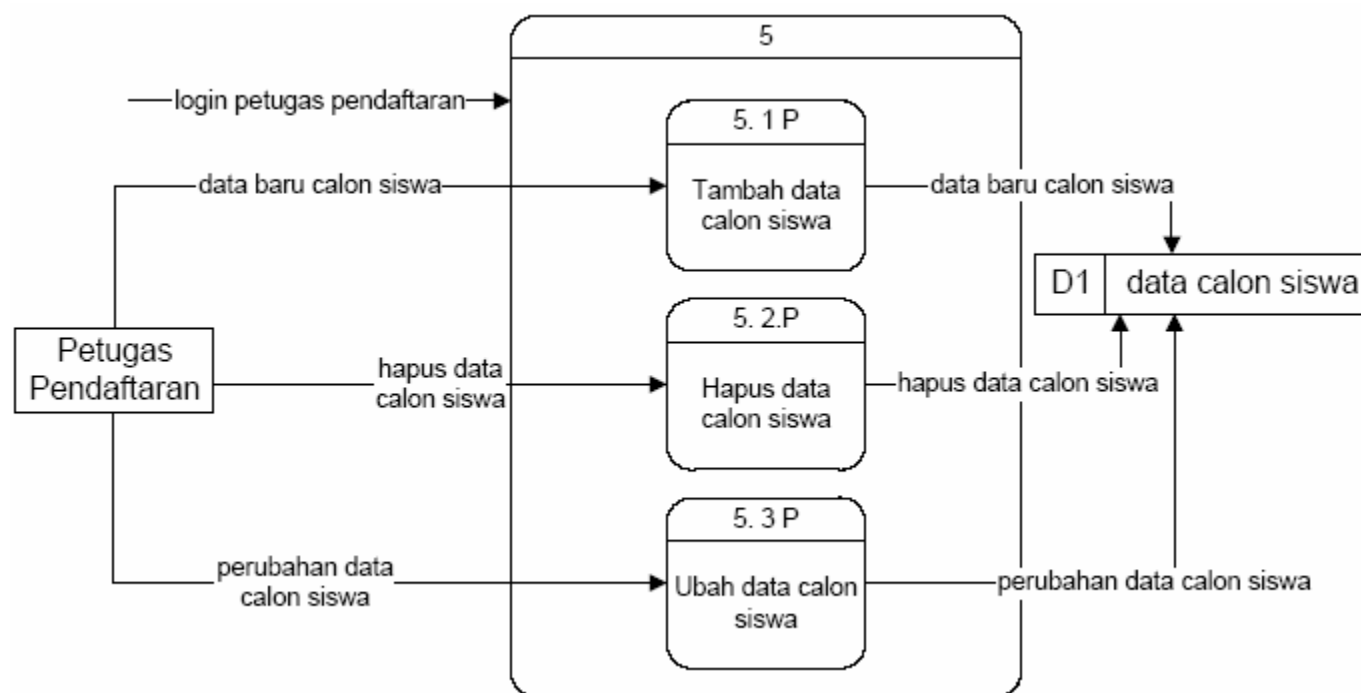 5
login petugas pendaftaran
5. 1 P
data baru calon siswa
Tambah data
calon siswa
data baru calon siswa
D1
data calon siswa
5. 2.P
Petugas
Pendaftaran
hapus data
calon siswa
Hapus data
calon siswa
hapus data calon siswa
5. 3 P
perubahan data
calon siswa
Ubah data calon
siswa
perubahan data calon siswa